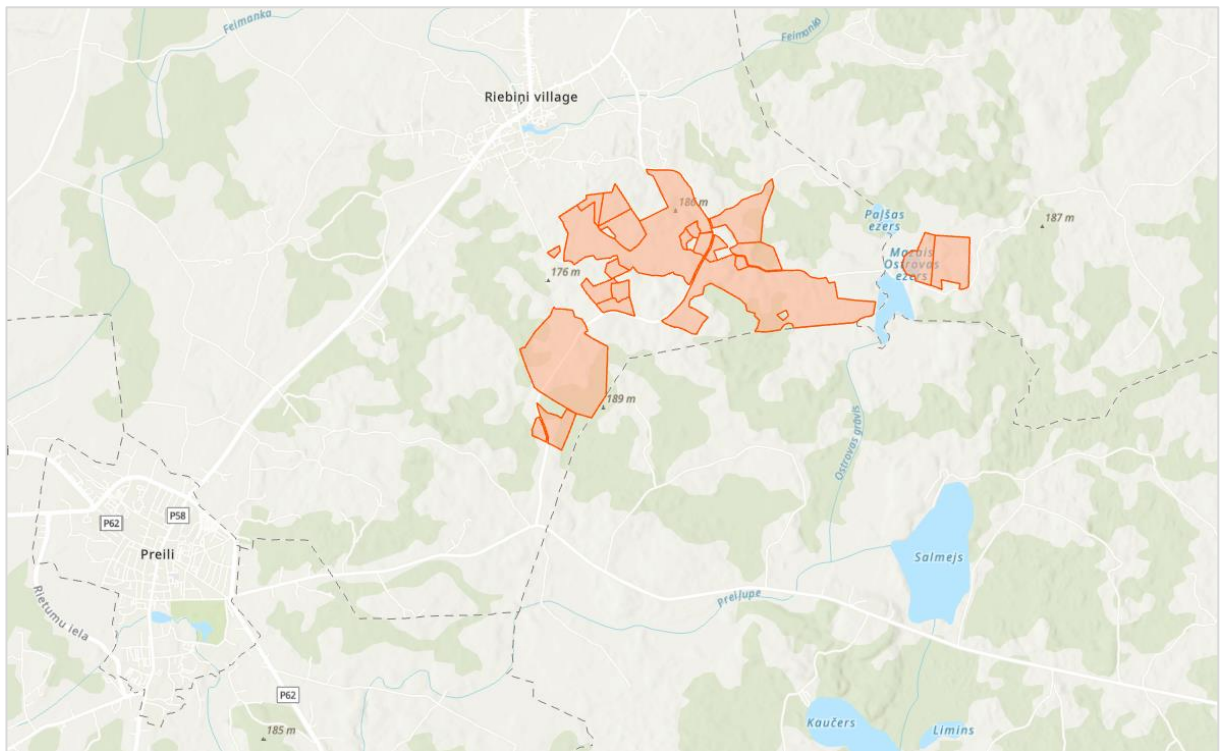 Feimanka
Feimanka
Riebiņi village
186 m
Paļšas
ezers
187 m
Mazais
Ostrovas
ezers
176 m
189 m
Ostrovas grāvis
P58
P62
Preili
Salmejs
Rietumu iela
Preiļupe
P62
Kaučers
Limins
185 m